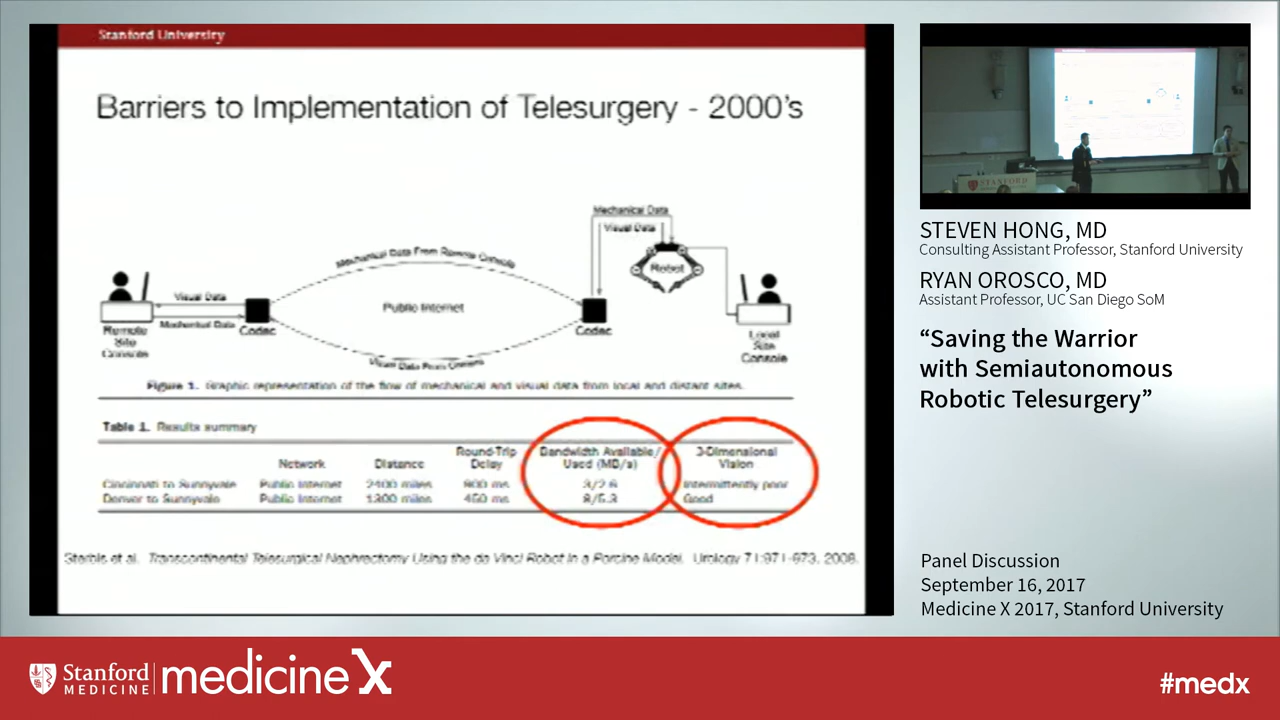 Stanford University
Barriers to Implementation of Telesurgery - 2000's
Mechanical Data
Visual Data
Mechanical Data From Remote Console
Robot
Public Internet
Visual Data
Mechanical Data
Codec
Codec
Remote
Site
Console
Local
Site
Console
Visual Data From
Figure 1. Graphic representation of the flow of mechanical and visual data from local and distant sites.
Table 1. Results summary
Network Distance Round-Trip Delay Bandwidth Available/ Used (MB/s) 3-Dimensional Vision
Cincinnati to Sunnyvale Public Internet 2400 miles 900 ms Intermittently poor
Denver to Sunnyvale Public Internet 1300 miles 450 ms 8/5.3 Good
Sterbis et al. Transcontinental Telesurgical Nephrectomy Using the da Vinci Robot in a Porcine Model. Urology 71:971-973, 2008.
STANFORD
STEVEN HONG, MD
Consulting Assistant Professor, Stanford University
RYAN OROSCO, MD
Assistant Professor, UC San Diego SoM
“Saving the Warrior
with Semiautonomous
Robotic Telesurgery”
Panel Discussion
September 16, 2017
Medicine X 2017, Stanford University
Stanford
MEDICINE
medicine X
#medx